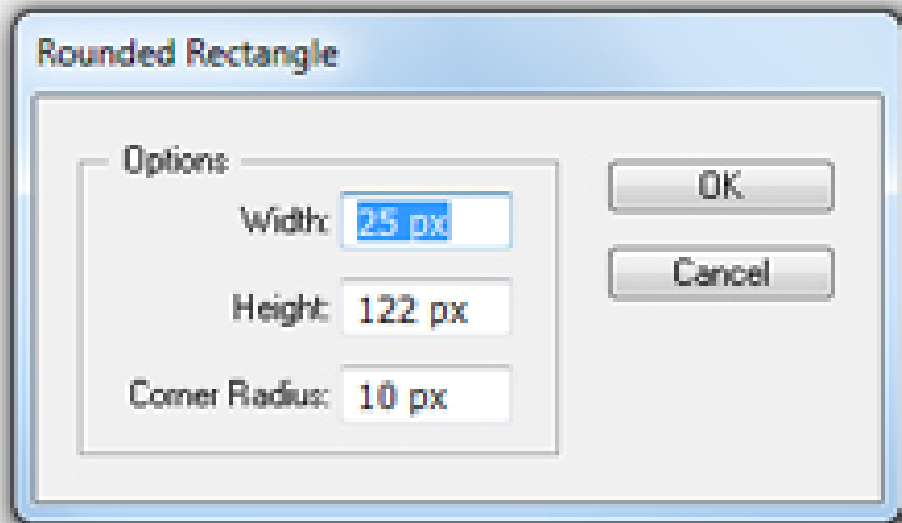 Rounded Rectangle
Options
Width: 25 px
Height: 122 px
Corner Radius: 10 px
OK
Cancel